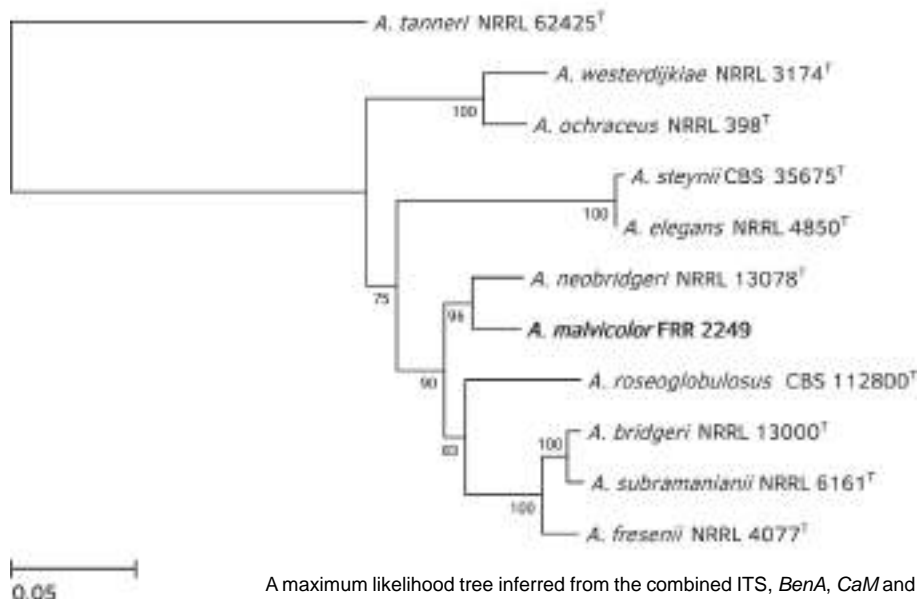 A. tanneri NRRL 62425ᵀ
A. westerdijkiae NRRL 3174ᵀ
100
A. ochraceus NRRL 398ᵀ
A. steynii CBS 35675ᵀ
100
A. elegans NRRL 4850ᵀ
A. neobridgeri NRRL 13078ᵀ
75
96
A. malvicolor FRR 2249
90
A. roseoglobulosus CBS 112800ᵀ
A. bridgeri NRRL 13000ᵀ
100
A. subramanianii NRRL 6161ᵀ
100
A. fresenii NRRL 4077ᵀ
0.05
A maximum likelihood tree inferred from the combined ITS, BenA, CaM and